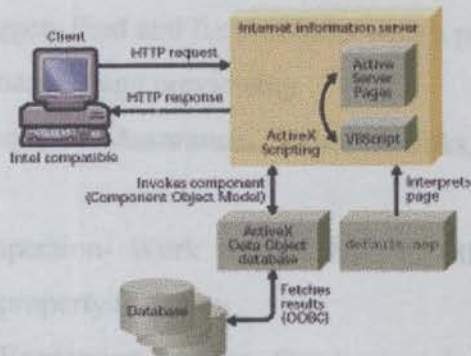 Client
Intel compatible
HTTP request
HTTP response
Internet information server
Active
Server
Pages
ActiveX
Scripting
VBScript
Invokes component
(Component Object Model)
Interprets
page
ActiveX
Data Object
database
default.asp
Fetches
results
(ODBC)
Database